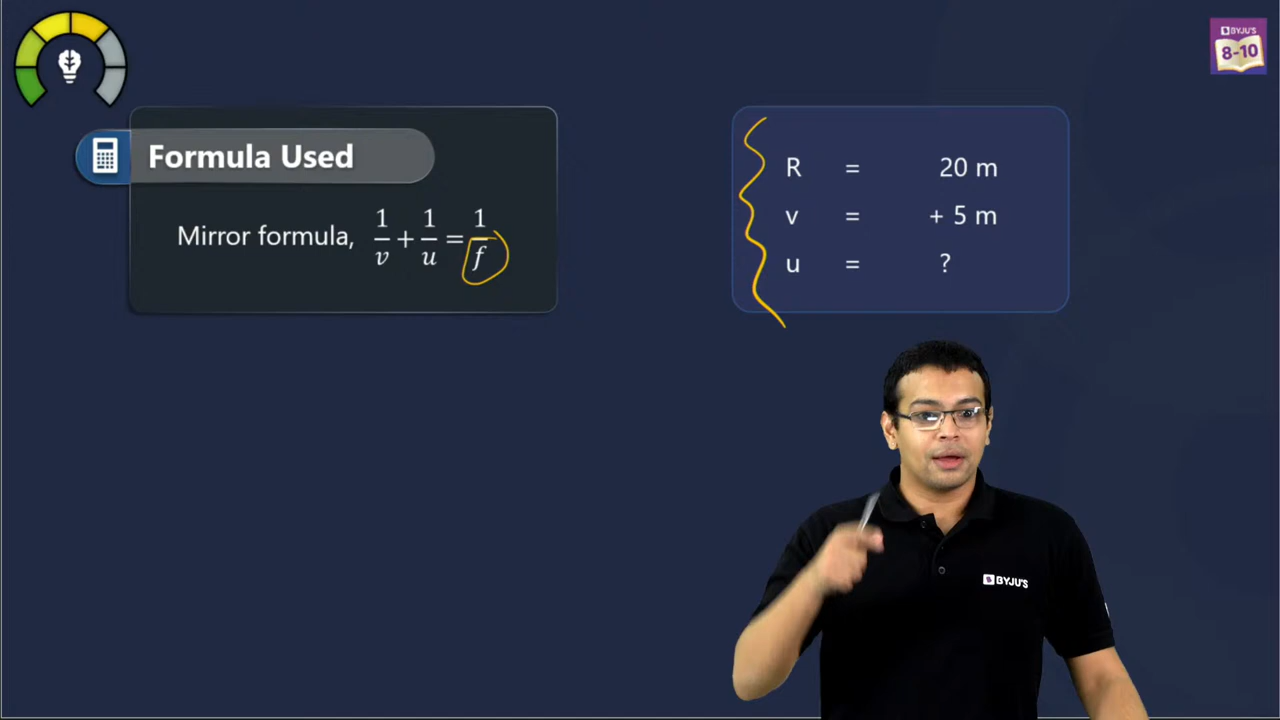 BYJU'S
8-10
Formula Used
Mirror formula, 1/v + 1/u = 1/f
R = 20 m
v = + 5 m
u = ?
BYJU'S